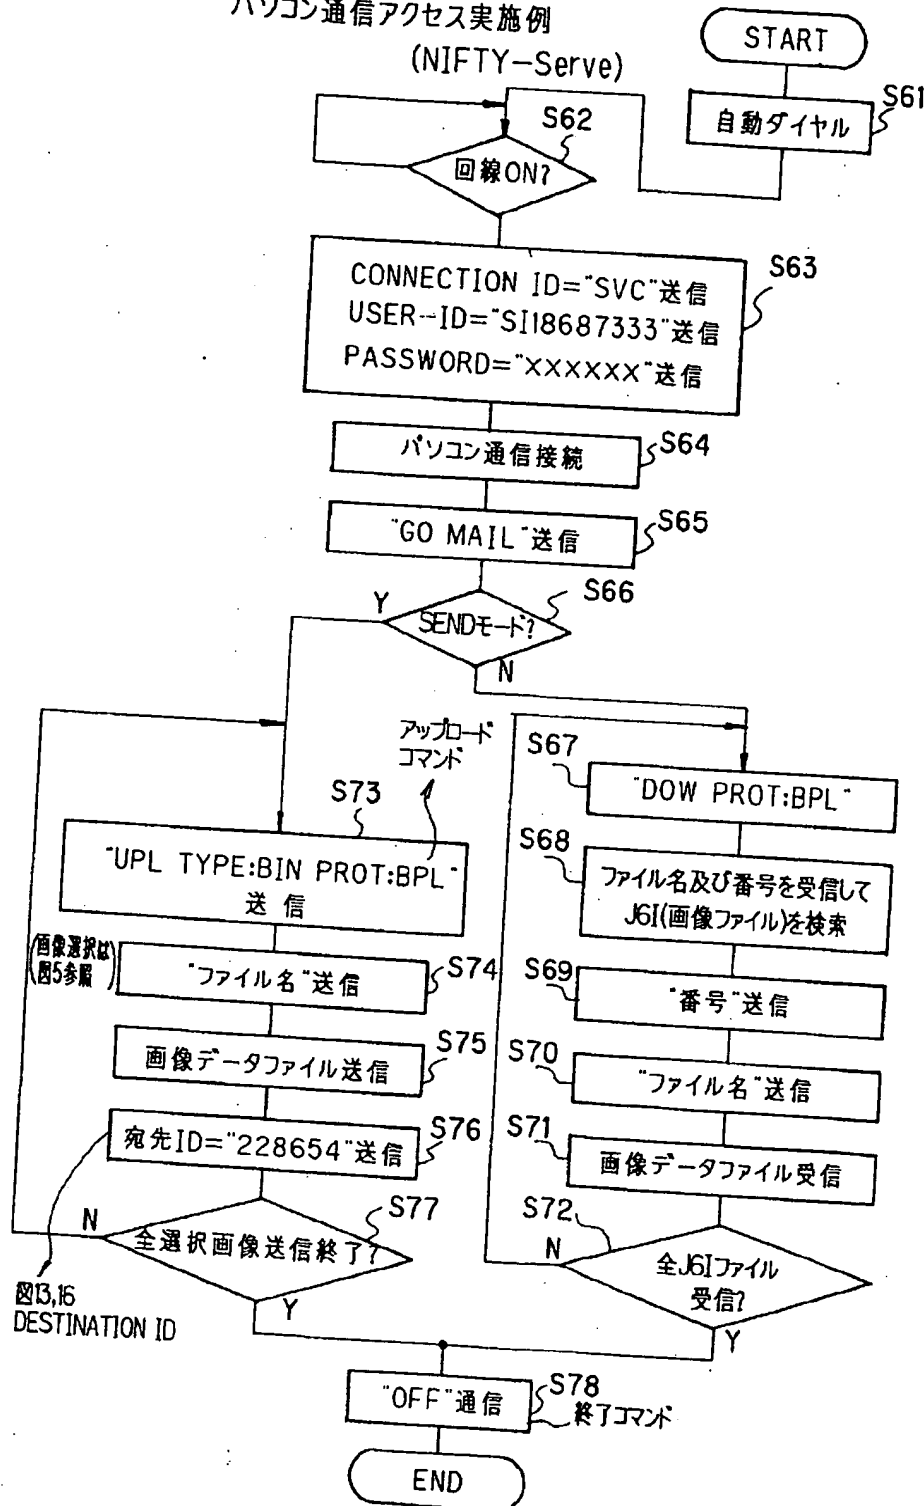 パソコン通信アクセス実施例
(NIFTY-Serve)
START
S61
自動ダイヤル
S62
回線ON?
S63
CONNECTION ID="SVC"送信
USER-ID="SI18687333"送信
PASSWORD="XXXXXX"送信
S64
パソコン通信接続
S65
"GO MAIL"送信
S66
SENDモード?
Y
N
アップロード
コマンド
S73
"UPL TYPE:BIN PROT:BPL"
送信
(画像選択は
図5参照)
S74
"ファイル名"送信
S75
画像データファイル送信
S76
宛先ID="228654"送信
S77
全選択画像送信終了?
N
Y
図13,16
DESTINATION ID
S67
"DOW PROT:BPL"
S68
ファイル名及び番号を受信して
J6I(画像ファイル)を検索
S69
"番号"送信
S70
"ファイル名"送信
S71
画像データファイル受信
S72
全J6Iファイル
受信?
N
Y
S78
"OFF"通信
終了コマンド
END